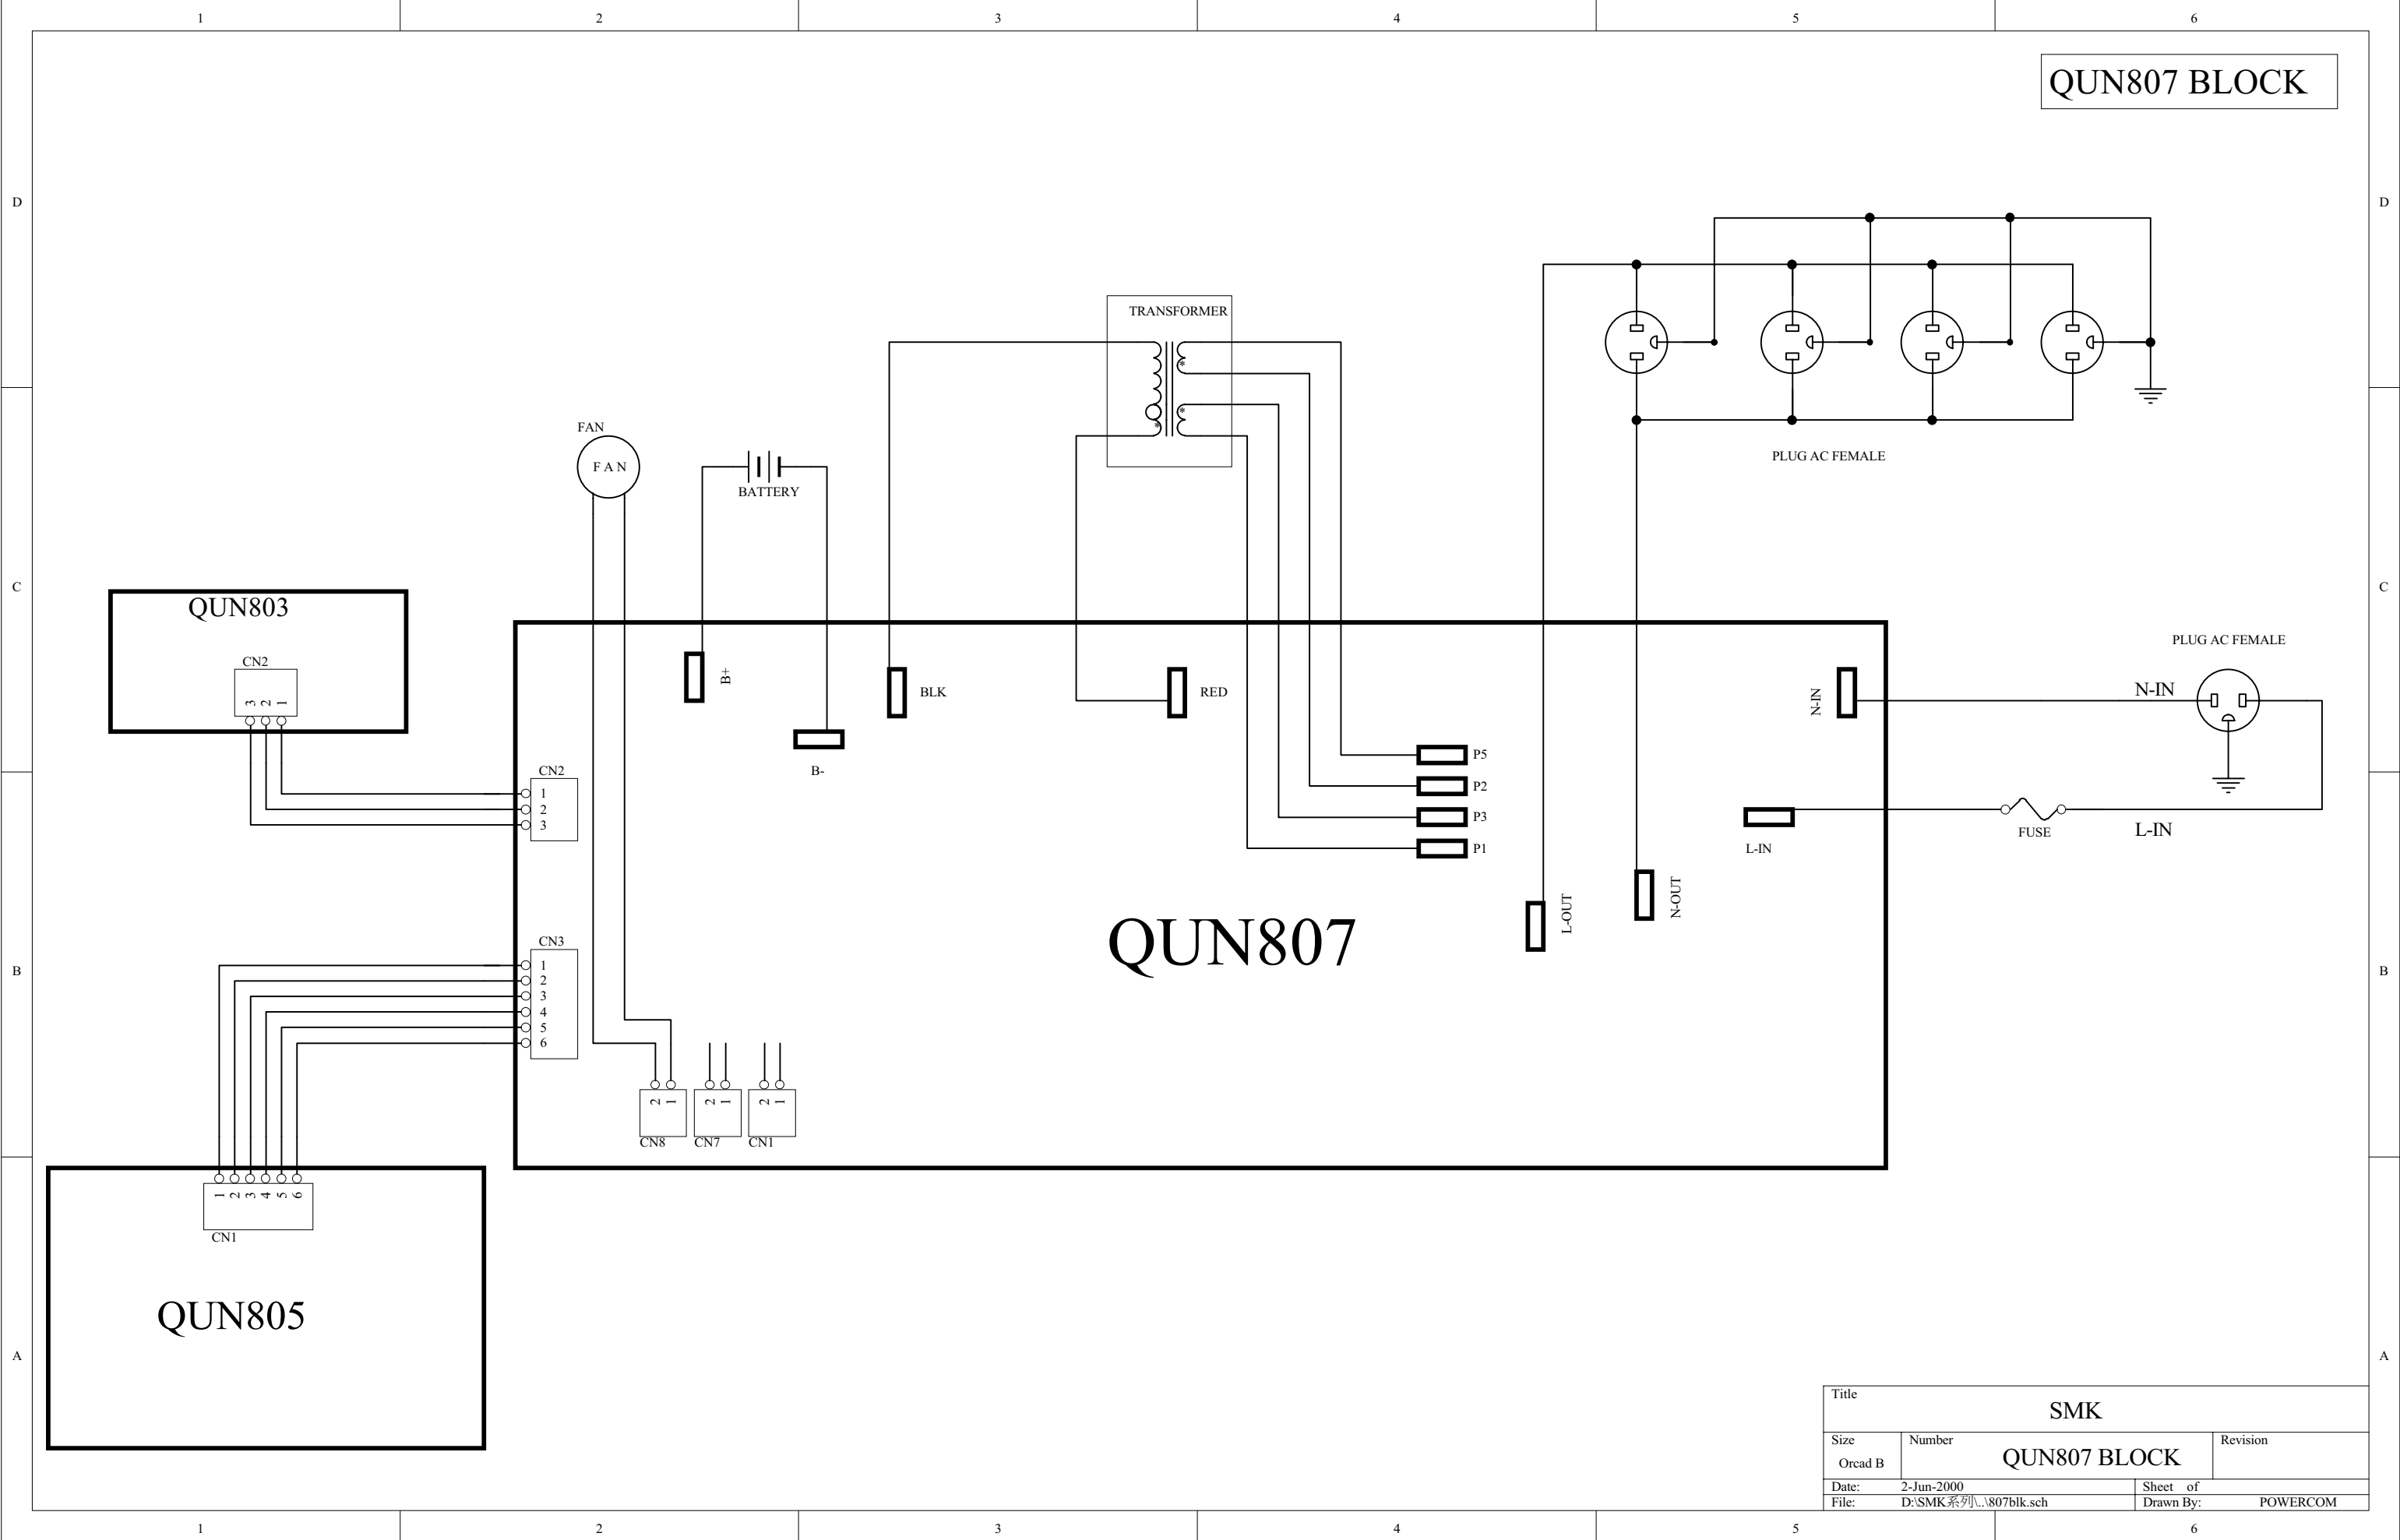 1 2 3 4 5 6
QUN807 BLOCK
D D
TRANSFORMER
*
*
*
FAN
F A N
BATTERY
PLUG AC FEMALE
C C
QUN803
CN2
3 2 1
B+
B-
BLK
RED
N-IN
PLUG AC FEMALE
N-IN
P5
P2
P3
P1
CN2
1
2
3
L-IN
FUSE
L-IN
L-OUT
N-OUT
QUN807
B B
CN3
1
2
3
4
5
6
2 1
2 1
2 1
CN8
CN7
CN1
1 2 3 4 5 6
CN1
QUN805
A A
Title
SMK
Size
Orcad B
Number
QUN807 BLOCK
Revision
Date: 2-Jun-2000
Sheet of
File: D:\SMK系列\..\807blk.sch
Drawn By: POWERCOM
1 2 3 4 5 6